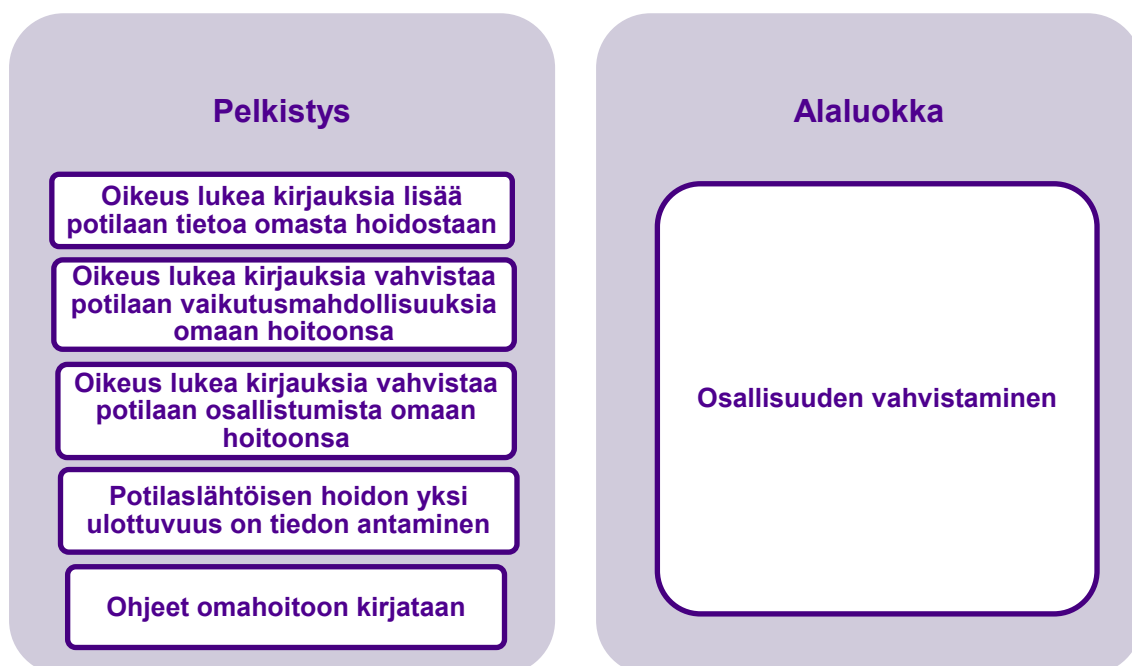 Pelkistys
Oikeus lukea kirjauksia lisää
potilaan tietoa omasta hoidostaan
Oikeus lukea kirjauksia vahvistaa
potilaan vaikutusmahdollisuuksia
omaan hoitoonsa
Oikeus lukea kirjauksia vahvistaa
potilaan osallistumista omaan
hoitoonsa
Potilaslähtöisen hoidon yksi
ulottuvuus on tiedon antaminen
Ohjeet omahoitoon kirjataan
Alaluokka
Osallisuuden vahvistaminen